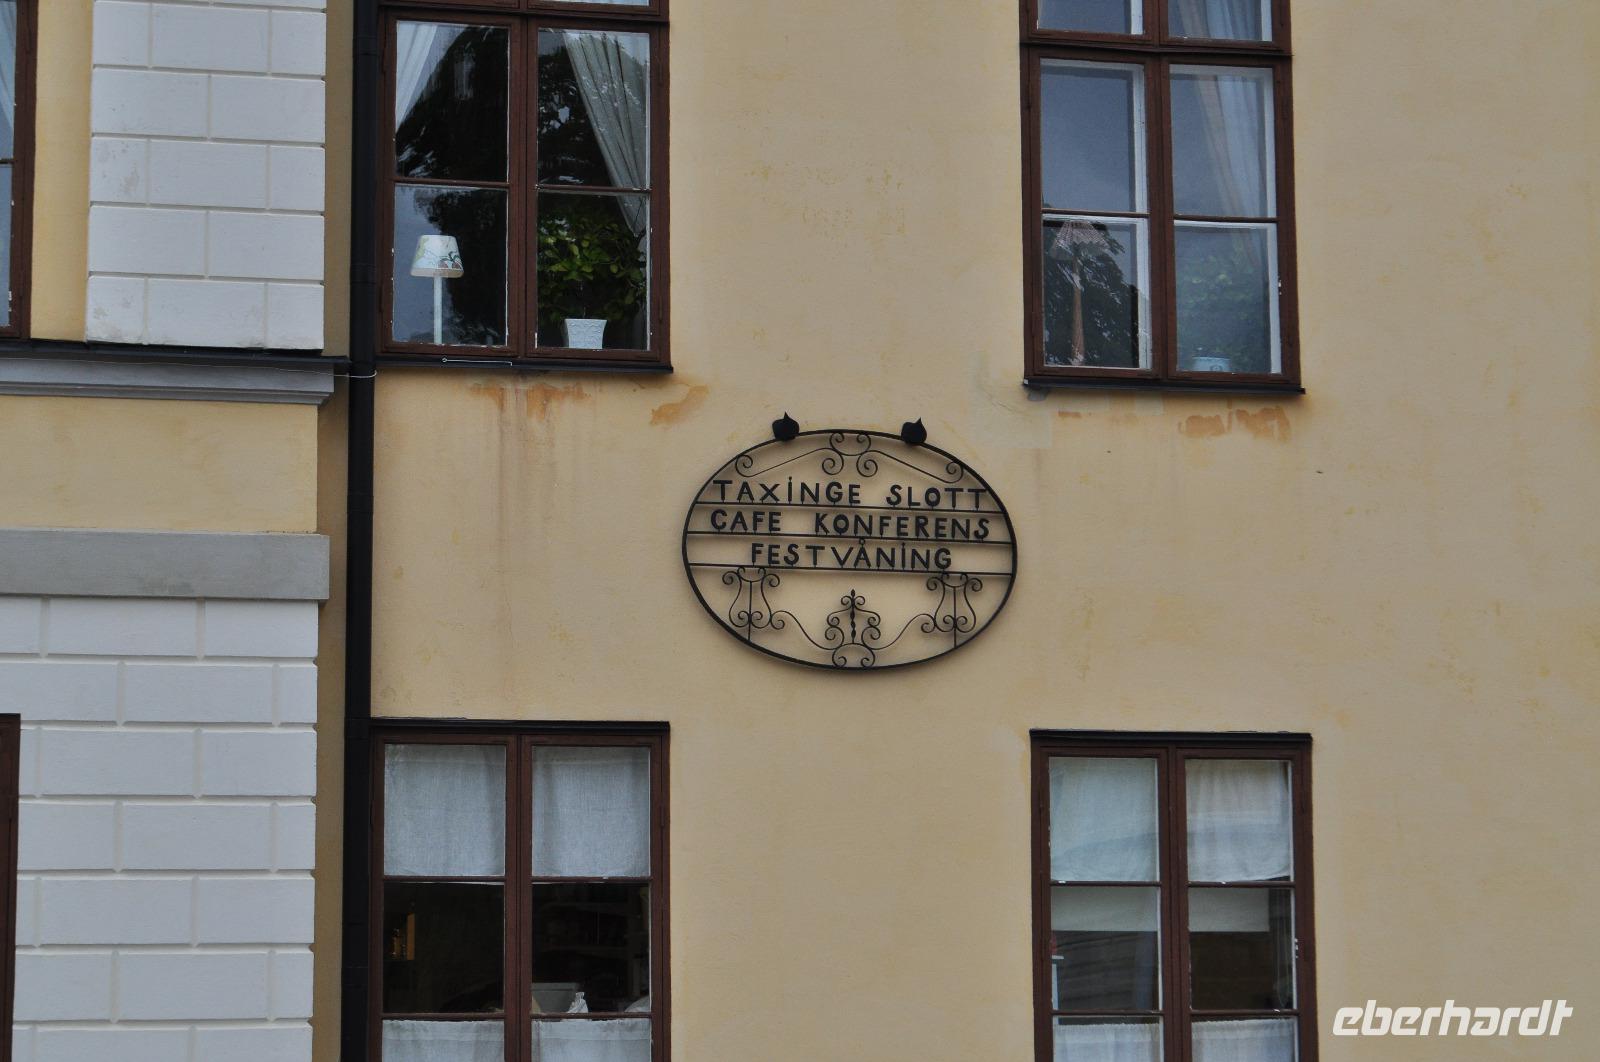 TAXiNGE SLOTT
CAFE KONFERENS
FESTVÅNiNG
eberhardt